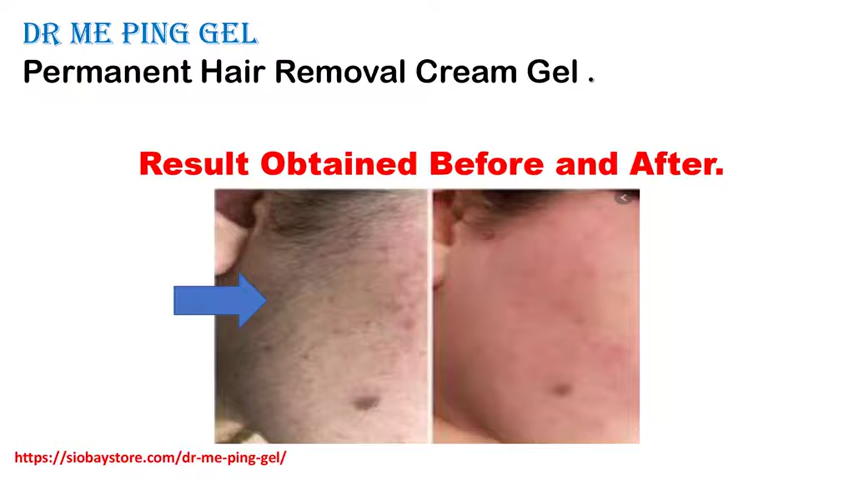 DR ME PING GEL
Permanent Hair Removal Cream Gel .
Result Obtained Before and After.
https://siobaystore.com/dr-me-ping-gel/